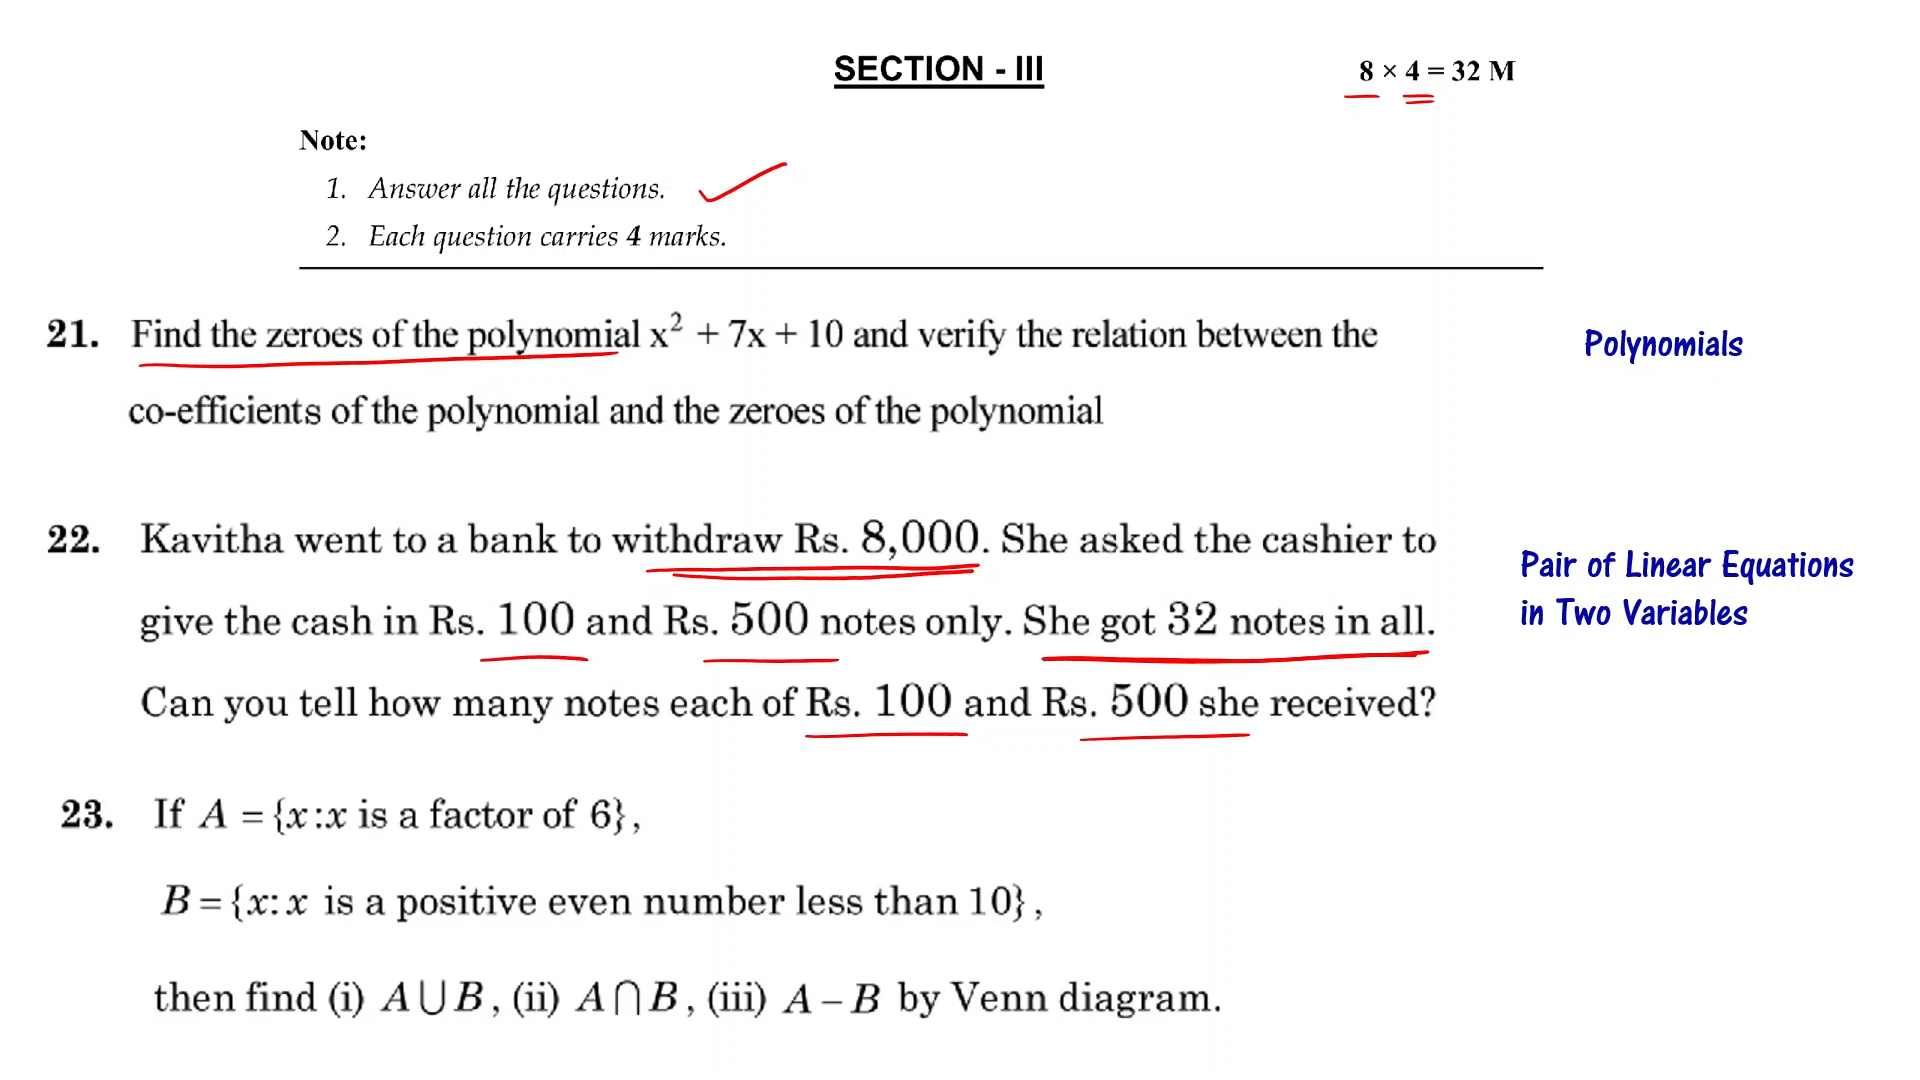 SECTION - III
8 × 4 = 32 M
Note:
1. Answer all the questions.
2. Each question carries 4 marks.
21. Find the zeroes of the polynomial x² + 7x + 10 and verify the relation between the
co-efficients of the polynomial and the zeroes of the polynomial
Polynomials
22. Kavitha went to a bank to withdraw Rs. 8,000. She asked the cashier to
give the cash in Rs. 100 and Rs. 500 notes only. She got 32 notes in all.
Can you tell how many notes each of Rs. 100 and Rs. 500 she received?
Pair of Linear Equations
in Two Variables
23. If A = {x : x is a factor of 6},
B = {x : x is a positive even number less than 10},
then find (i) A ∪ B, (ii) A ∩ B, (iii) A – B by Venn diagram.